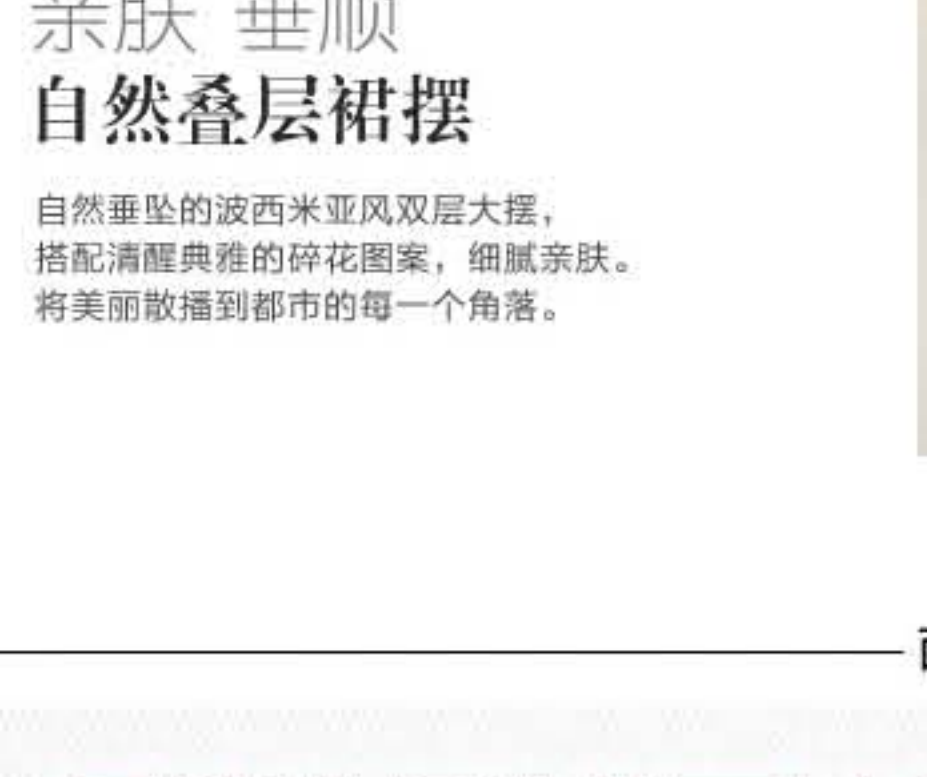 亲肤 垂顺
自然叠层裙摆
自然垂坠的波西米亚风双层大摆，
搭配清醒典雅的碎花图案，细腻亲肤。
将美丽散播到都市的每一个角落。